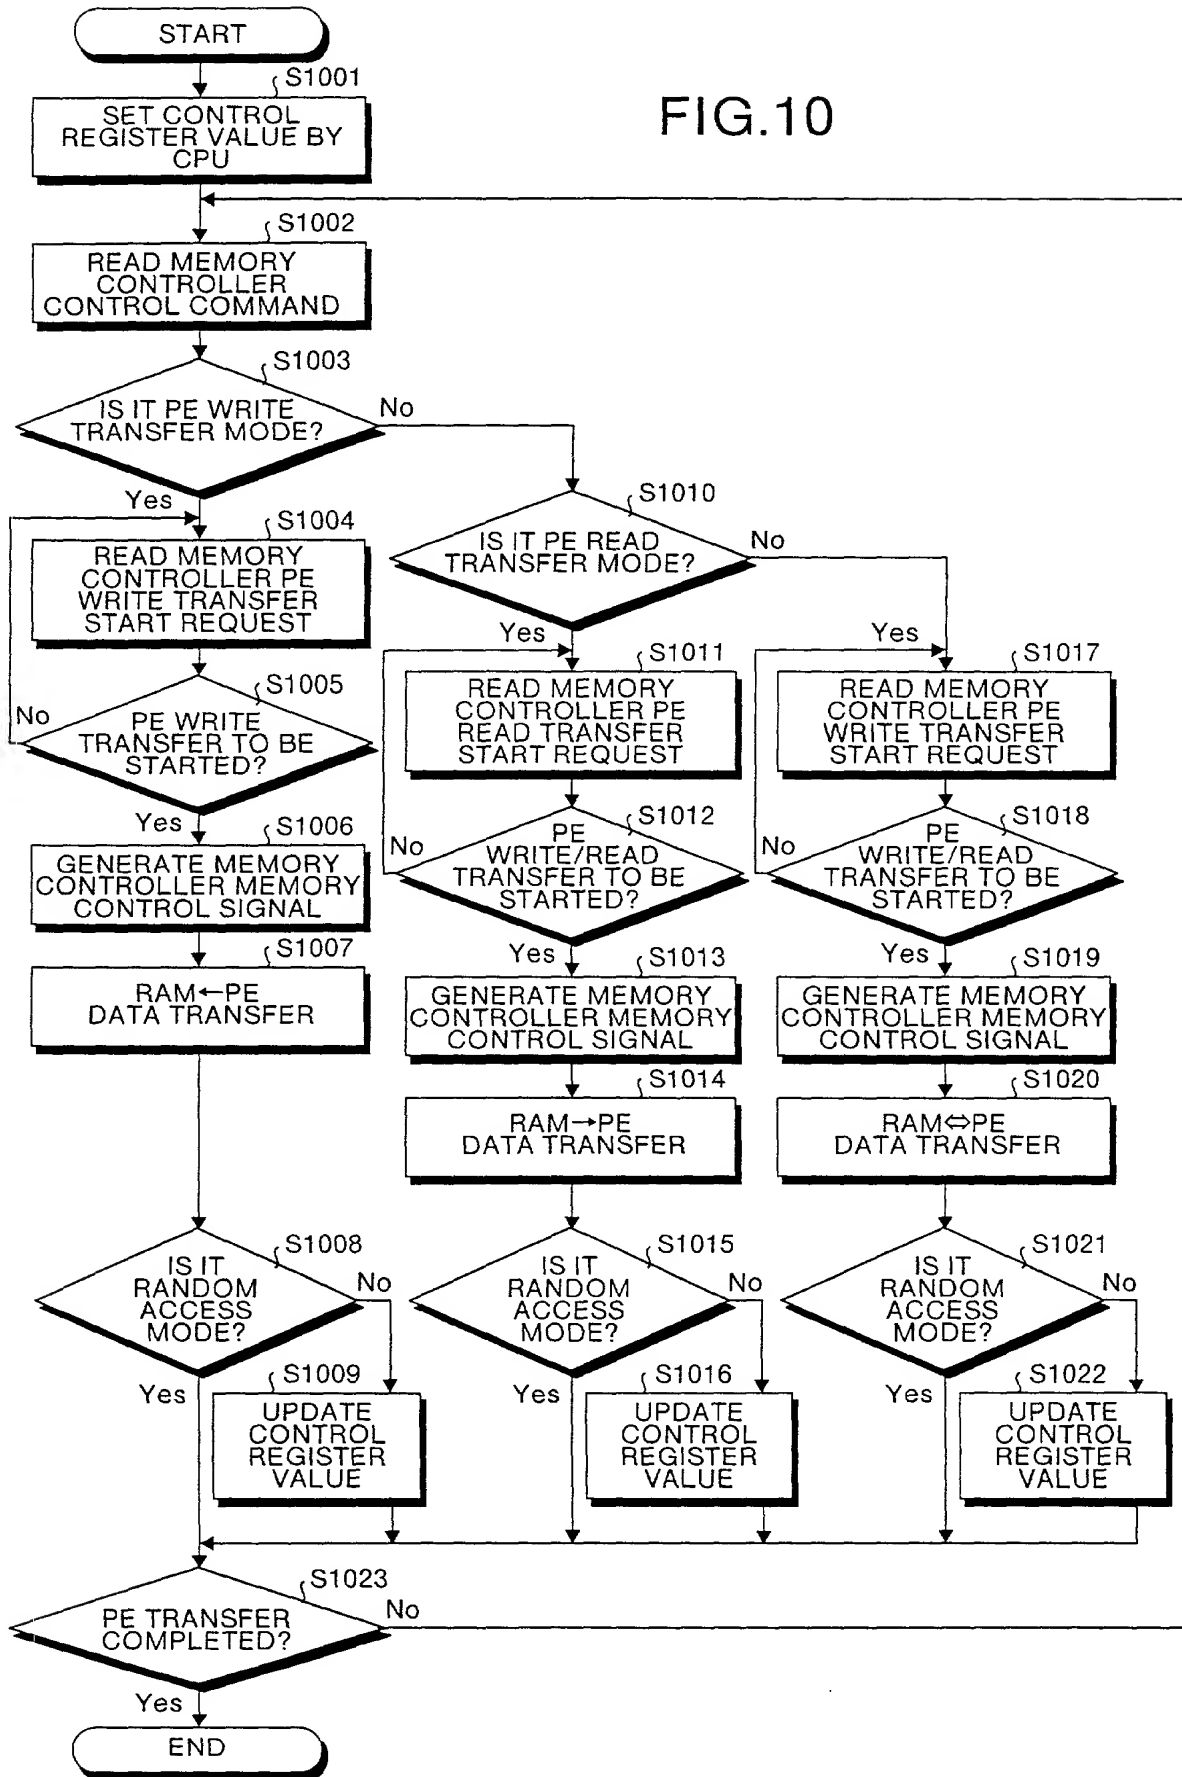 START
S1001
SET CONTROL
REGISTER VALUE BY
CPU
FIG.10
S1002
READ MEMORY
CONTROLLER
CONTROL COMMAND
S1003
IS IT PE WRITE
TRANSFER MODE?
No
Yes
S1004
READ MEMORY
CONTROLLER PE
WRITE TRANSFER
START REQUEST
S1005
No
PE WRITE
TRANSFER TO BE
STARTED?
Yes
S1006
GENERATE MEMORY
CONTROLLER MEMORY
CONTROL SIGNAL
S1007
RAM←PE
DATA TRANSFER
S1008
IS IT
RANDOM
ACCESS
MODE?
No
Yes
S1009
UPDATE
CONTROL
REGISTER
VALUE
S1010
IS IT PE READ
TRANSFER MODE?
No
Yes
S1011
READ MEMORY
CONTROLLER PE
READ TRANSFER
START REQUEST
S1012
No
PE
WRITE/READ
TRANSFER TO BE
STARTED?
Yes
S1013
GENERATE MEMORY
CONTROLLER MEMORY
CONTROL SIGNAL
S1014
RAM→PE
DATA TRANSFER
S1015
IS IT
RANDOM
ACCESS
MODE?
No
Yes
S1016
UPDATE
CONTROL
REGISTER
VALUE
Yes
S1017
READ MEMORY
CONTROLLER PE
WRITE TRANSFER
START REQUEST
S1018
No
PE
WRITE/READ
TRANSFER TO BE
STARTED?
Yes
S1019
GENERATE MEMORY
CONTROLLER MEMORY
CONTROL SIGNAL
S1020
RAM⇔PE
DATA TRANSFER
S1021
IS IT
RANDOM
ACCESS
MODE?
No
Yes
S1022
UPDATE
CONTROL
REGISTER
VALUE
S1023
PE TRANSFER
COMPLETED?
No
Yes
END